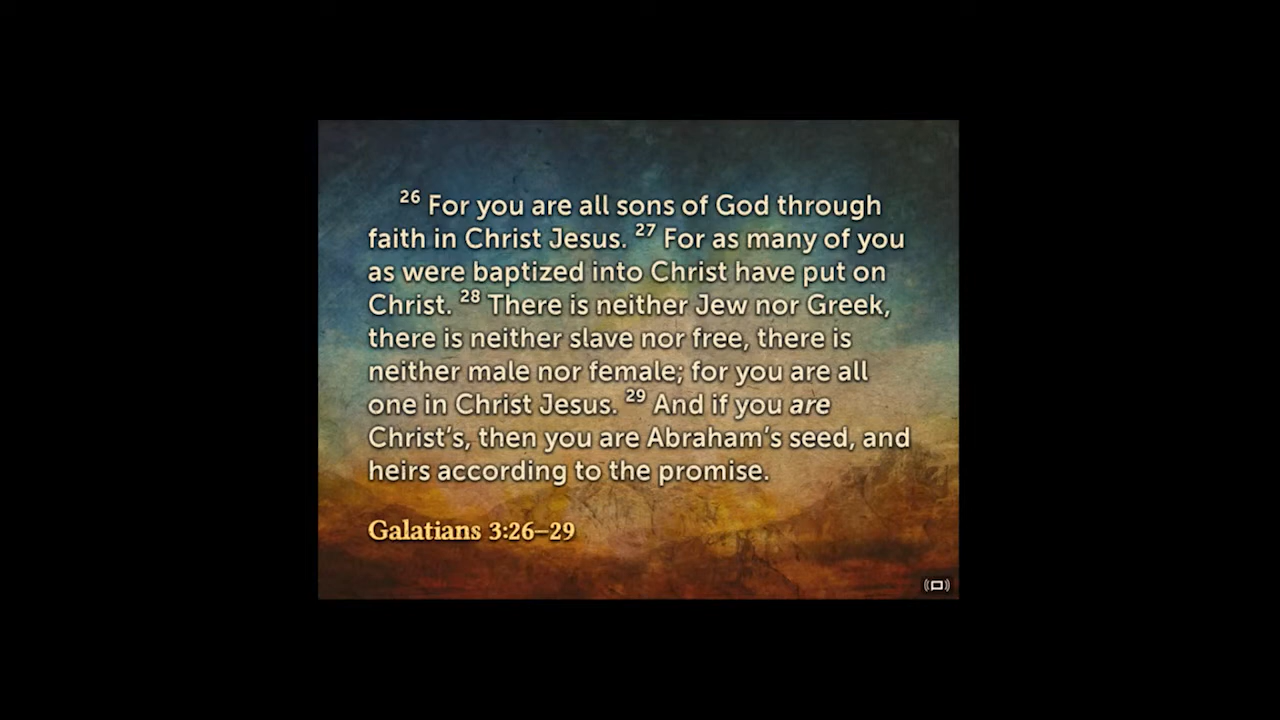 26 For you are all sons of God through
faith in Christ Jesus. 27 For as many of you
as were baptized into Christ have put on
Christ. 28 There is neither Jew nor Greek,
there is neither slave nor free, there is
neither male nor female; for you are all
one in Christ Jesus. 29 And if you are
Christ’s, then you are Abraham’s seed, and
heirs according to the promise.
Galatians 3:26–29